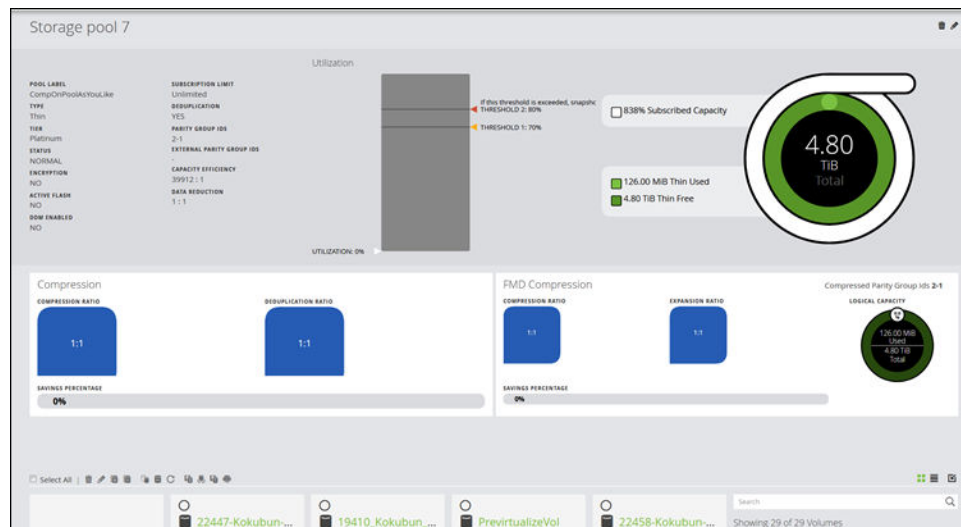 Storage pool 7
Utilization
POOL LABEL
CompOnPoolAsYouLike
TYPE
Thin
TIER
Platinum
STATUS
NORMAL
ENCRYPTION
NO
ACTIVE FLASH
NO
DDM ENABLED
NO
SUBSCRIPTION LIMIT
Unlimited
DEDUPLICATION
YES
PARITY GROUP IDS
2-1
EXTERNAL PARITY GROUP IDS
-
CAPACITY EFFICIENCY
39912 : 1
DATA REDUCTION
1 : 1
If this threshold is exceeded, snapshc
THRESHOLD 2: 80%
THRESHOLD 1: 70%
UTILIZATION: 0%
838% Subscribed Capacity
126.00 MiB Thin Used
4.80 TiB Thin Free
4.80
TiB
Total
Compression
COMPRESSION RATIO
DEDUPLICATION RATIO
1:1
1:1
SAVINGS PERCENTAGE
0%
FMD Compression
Compressed Parity Group Ids 2-1
COMPRESSION RATIO
EXPANSION RATIO
LOGICAL CAPACITY
1:1
1:1
126.00 MiB
Used
4.80 TiB
Total
SAVINGS PERCENTAGE
0%
Select All
22447-Kokubun-...
19410_Kokubun_...
PrevirtualizeVol
22458-Kokubun-...
Search
Showing 29 of 29 Volumes